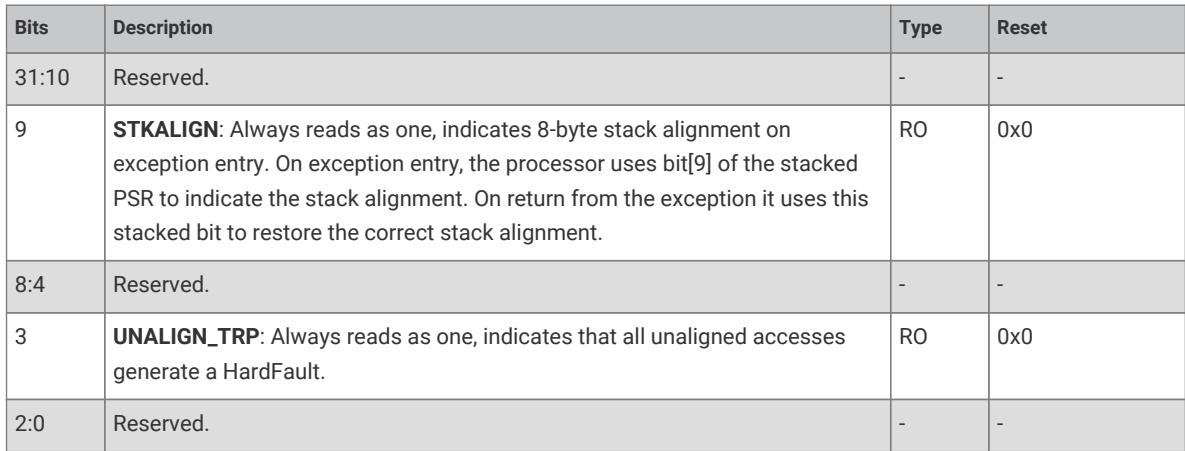 Bits Description Type Reset
31:10 Reserved. - -
9 STKALIGN: Always reads as one, indicates 8-byte stack alignment on RO 0x0
exception entry. On exception entry, the processor uses bit[9] of the stacked
PSR to indicate the stack alignment. On return from the exception it uses this
stacked bit to restore the correct stack alignment.
8:4 Reserved. - -
3 UNALIGN_TRP: Always reads as one, indicates that all unaligned accesses RO 0x0
generate a HardFault.
2:0 Reserved. - -